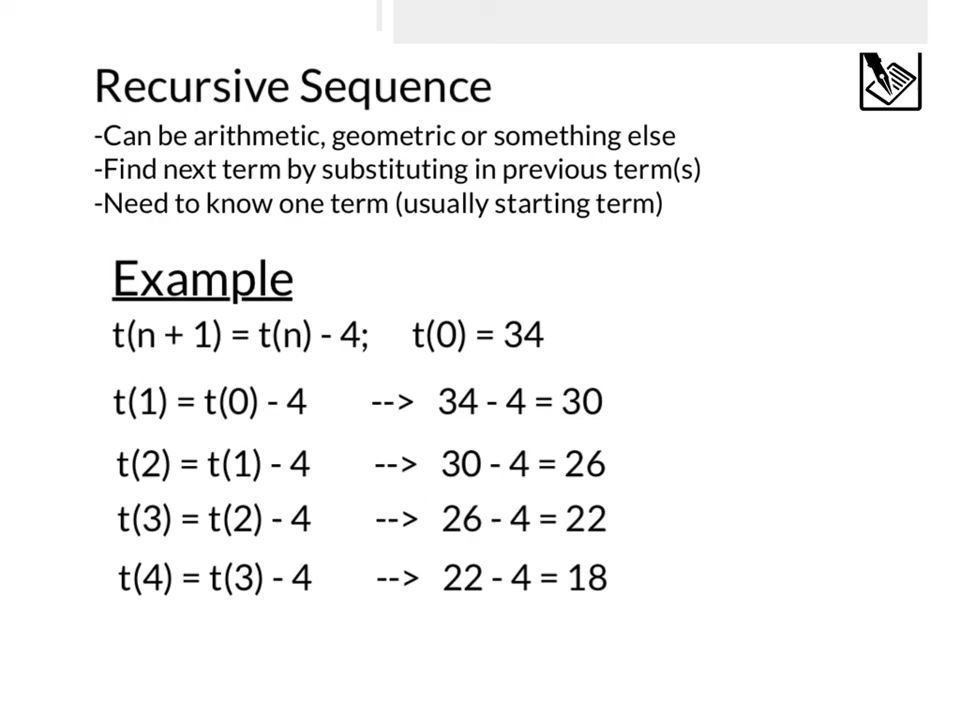 Recursive Sequence
-Can be arithmetic, geometric or something else
-Find next term by substituting in previous term(s)
-Need to know one term (usually starting term)
Example
t(n + 1) = t(n) - 4; t(0) = 34
t(1) = t(0) - 4 --> 34 - 4 = 30
t(2) = t(1) - 4 --> 30 - 4 = 26
t(3) = t(2) - 4 --> 26 - 4 = 22
t(4) = t(3) - 4 --> 22 - 4 = 18